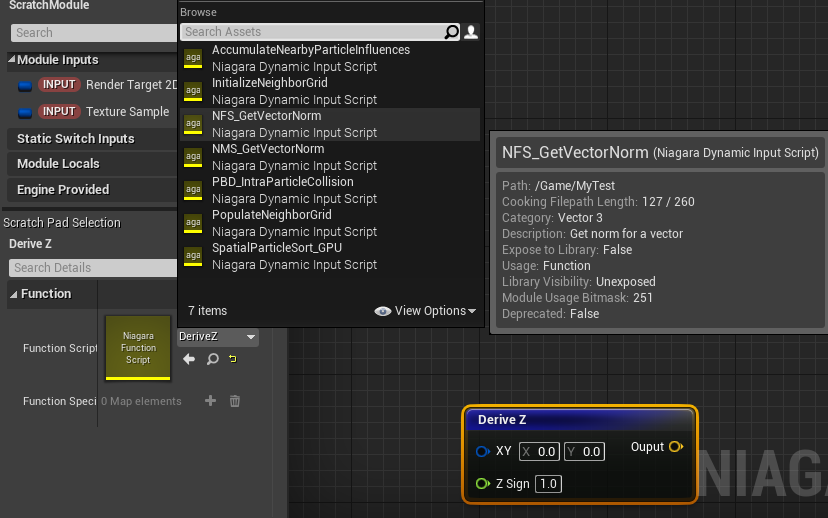 ScratchModule
Search
Module Inputs
INPUT Render Target 2D
INPUT Texture Sample
Static Switch Inputs
Module Locals
Engine Provided
Scratch Pad Selection
Derive Z
Search Details
Function
Function Script
Niagara
Function
Script
DeriveZ
Function Speci
0 Map elements
Browse
Search Assets
aga
AccumulateNearbyParticleInfluences
Niagara Dynamic Input Script
aga
InitializeNeighborGrid
Niagara Dynamic Input Script
aga
NFS_GetVectorNorm
Niagara Dynamic Input Script
aga
NMS_GetVectorNorm
Niagara Dynamic Input Script
aga
PBD_IntraParticleCollision
Niagara Dynamic Input Script
aga
PopulateNeighborGrid
Niagara Dynamic Input Script
aga
SpatialParticleSort_GPU
Niagara Dynamic Input Script
7 items
View Options
NFS_GetVectorNorm (Niagara Dynamic Input Script)
Path: /Game/MyTest
Cooking Filepath Length: 127 / 260
Category: Vector 3
Description: Get norm for a vector
Expose to Library: False
Usage: Function
Library Visibility: Unexposed
Module Usage Bitmask: 251
Deprecated: False
Derive Z
XY X 0.0 Y 0.0
Ouput
Z Sign 1.0
NIAGA